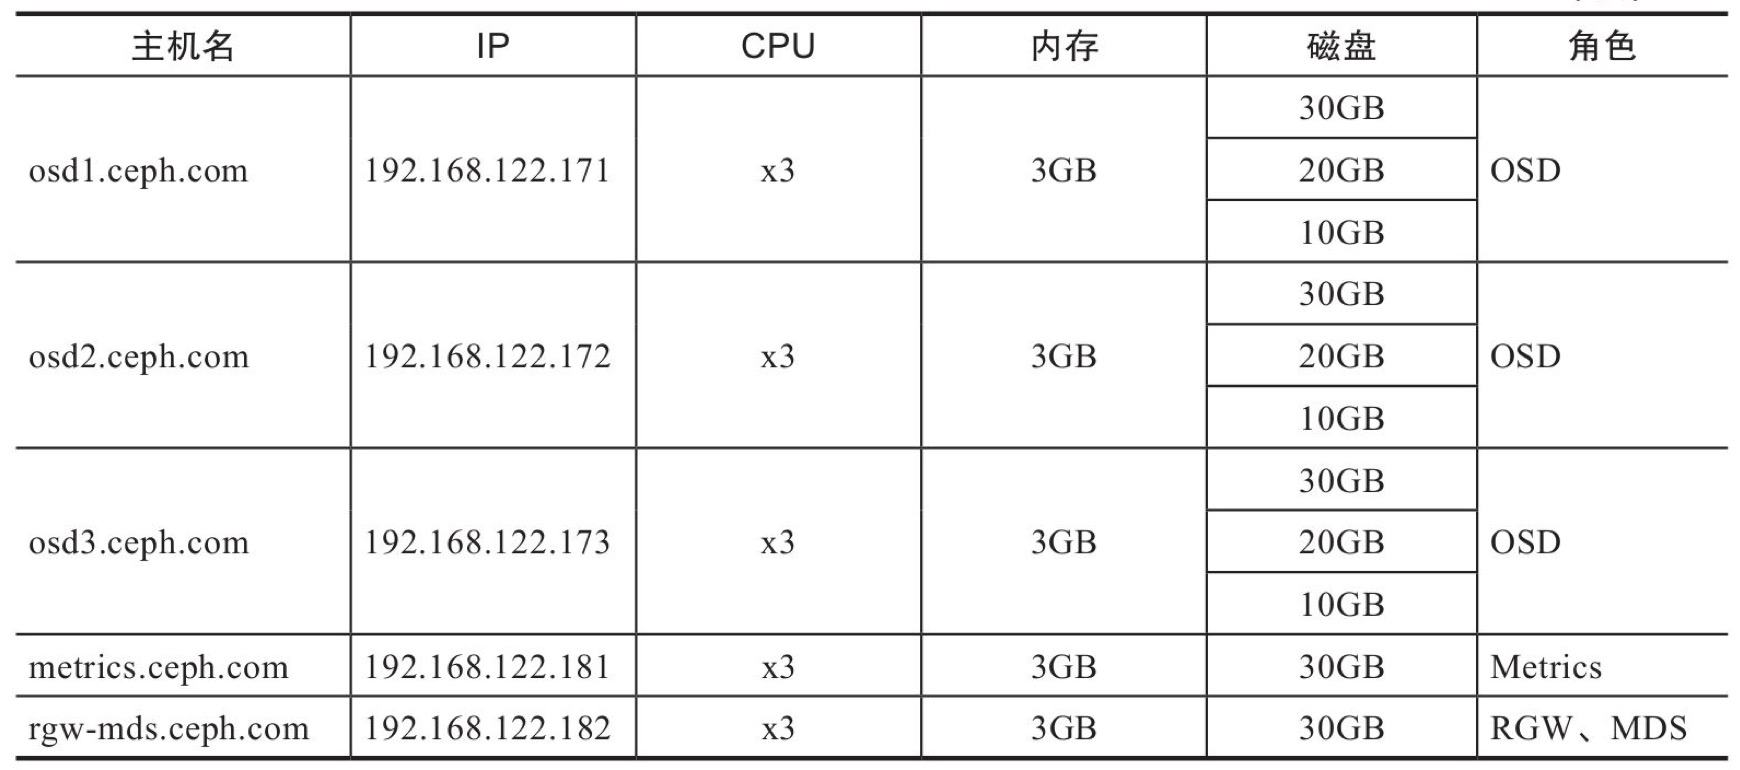 主机名 IP CPU 内存 磁盘 角色
30GB
osd1.ceph.com 192.168.122.171 x3 3GB 20GB OSD
10GB
30GB
osd2.ceph.com 192.168.122.172 x3 3GB 20GB OSD
10GB
30GB
osd3.ceph.com 192.168.122.173 x3 3GB 20GB OSD
10GB
metrics.ceph.com 192.168.122.181 x3 3GB 30GB Metrics
rgw-mds.ceph.com 192.168.122.182 x3 3GB 30GB RGW、MDS